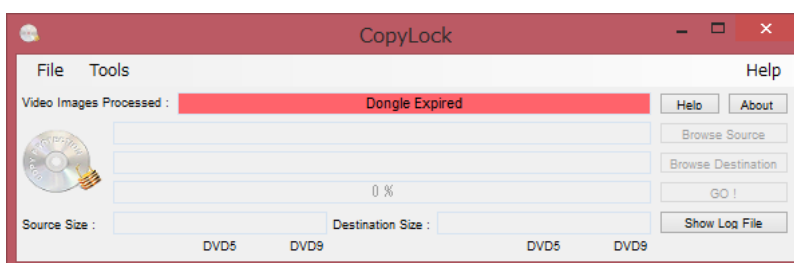 CopyLock
File Tools Help
Video Images Processed : Dongle Expired Help About
Browse Source
Browse Destination
0 % GO !
Source Size : Destination Size : Show Log File
DVD5 DVD9 DVD5 DVD9